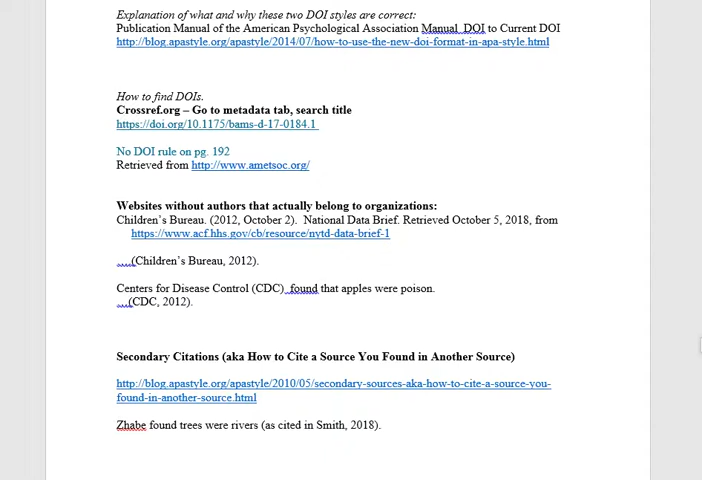 Explanation of what and why these two DOI styles are correct:
Publication Manual of the American Psychological Association Manual  DOI to Current DOI
http://blog.apastyle.org/apastyle/2014/07/how-to-use-the-new-doi-format-in-apa-style.html
How to find DOIs.
Crossref.org – Go to metadata tab, search title
https://doi.org/10.1175/bams-d-17-0184.1
No DOI rule on pg. 192
Retrieved from http://www.ametsoc.org/
Websites without authors that actually belong to organizations:
Children’s Bureau. (2012, October 2).  National Data Brief. Retrieved October 5, 2018, from
https://www.acf.hhs.gov/cb/resource/nytd-data-brief-1
….(Children’s Bureau, 2012).
Centers for Disease Control (CDC)  found that apples were poison.
…(CDC, 2012).
Secondary Citations (aka How to Cite a Source You Found in Another Source)
http://blog.apastyle.org/apastyle/2010/05/secondary-sources-aka-how-to-cite-a-source-you-
found-in-another-source.html
Zhabe found trees were rivers (as cited in Smith, 2018).